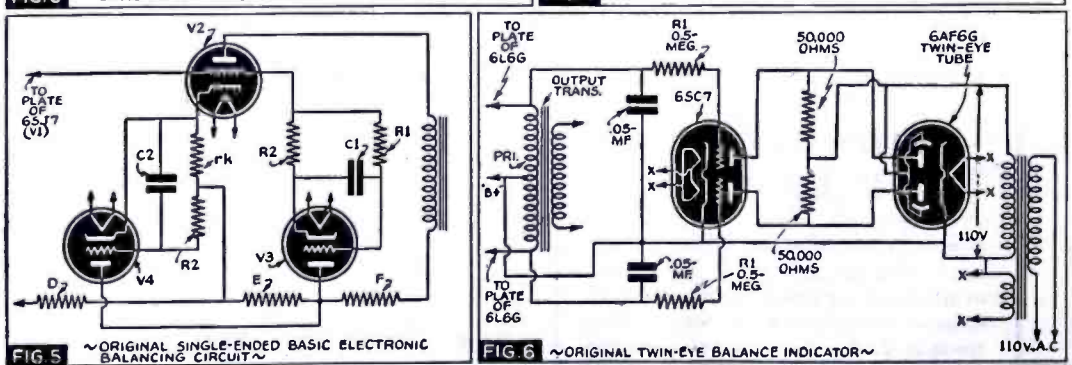 V2
TO
PLATE
OF
6SJ7
(V1)
C2
rk
R2
C1
R1
R2
V4
V3
D
E
F
FIG. 5
~ORIGINAL SINGLE-ENDED BASIC ELECTRONIC
BALANCING CIRCUIT~
TO
PLATE
OF
6L6G
R1
0.5-
MEG.
50,000
OHMS
6AF6G
TWIN-EYE
TUBE
OUTPUT
TRANS.
6SC7
.05-
MF
PRI.
"B+"
X
X
X
X
110V.
X
X
TO
PLATE
OF
6L6G
.05-
MF.
R1
0.5-
MEG.
50,000
OHMS
FIG. 6
~ORIGINAL TWIN-EYE BALANCE INDICATOR~
110V. A.C